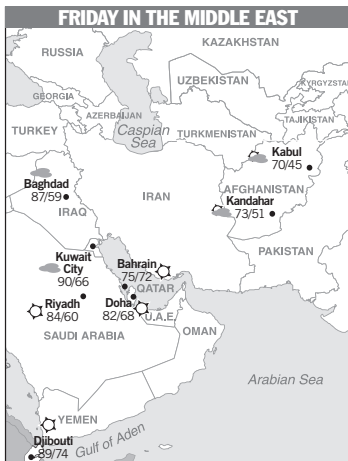 FRIDAY IN THE MIDDLE EAST
KAZAKHSTAN
RUSSIA
UZBEKISTAN
KYRGYZSTAN
GEORGIA
AZERBAIJAN
TAJIKISTAN
TURKEY
Caspian
Sea
TURKMENISTAN
Kabul
70/45
Baghdad
87/59
IRAQ
IRAN
AFGHANISTAN
Kandahar
73/51
PAKISTAN
Kuwait
City
90/66
Bahrain
75/72
QATAR
Riyadh
84/60
Doha
82/68
U.A.E.
SAUDI ARABIA
OMAN
Arabian Sea
YEMEN
Djibouti
89/74
Gulf of Aden